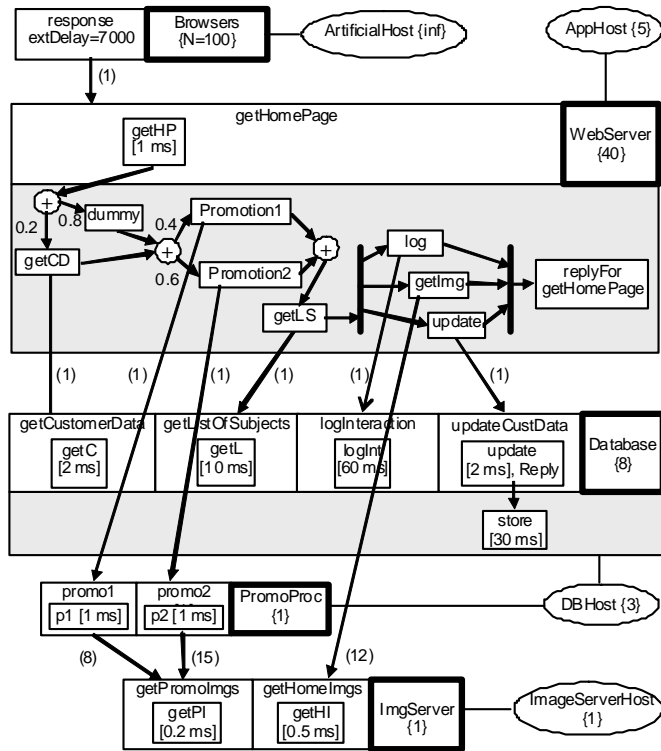 response
extDelay=7000
Browsers
{N=100}
ArtificialHost {inf}
AppHost {5}
(1)
getHomePage
WebServer
{40}
getHP
[1 ms]
+
0.2
0.8
dummy
getCD
0.4
+
0.6
Promotion1
Promotion2
+
getLS
log
getImg
update
replyFor
getHomePage
(1)
(1)
(1)
(1)
(1)
(1)
getCustomerData
getC
[2 ms]
getListOfSubjects
getL
[10 ms]
logInteraction
logInt
[60 ms]
updateCustData
update
[2 ms], Reply
Database
{8}
store
[30 ms]
promo1
p1 [1 ms]
promo2
p2 [1 ms]
PromoProc
{1}
DBHost {3}
(8)
(15)
(12)
getPromoImgs
getPI
[0.2 ms]
getHomeImgs
getHI
[0.5 ms]
ImgServer
{1}
ImageServerHost
{1}